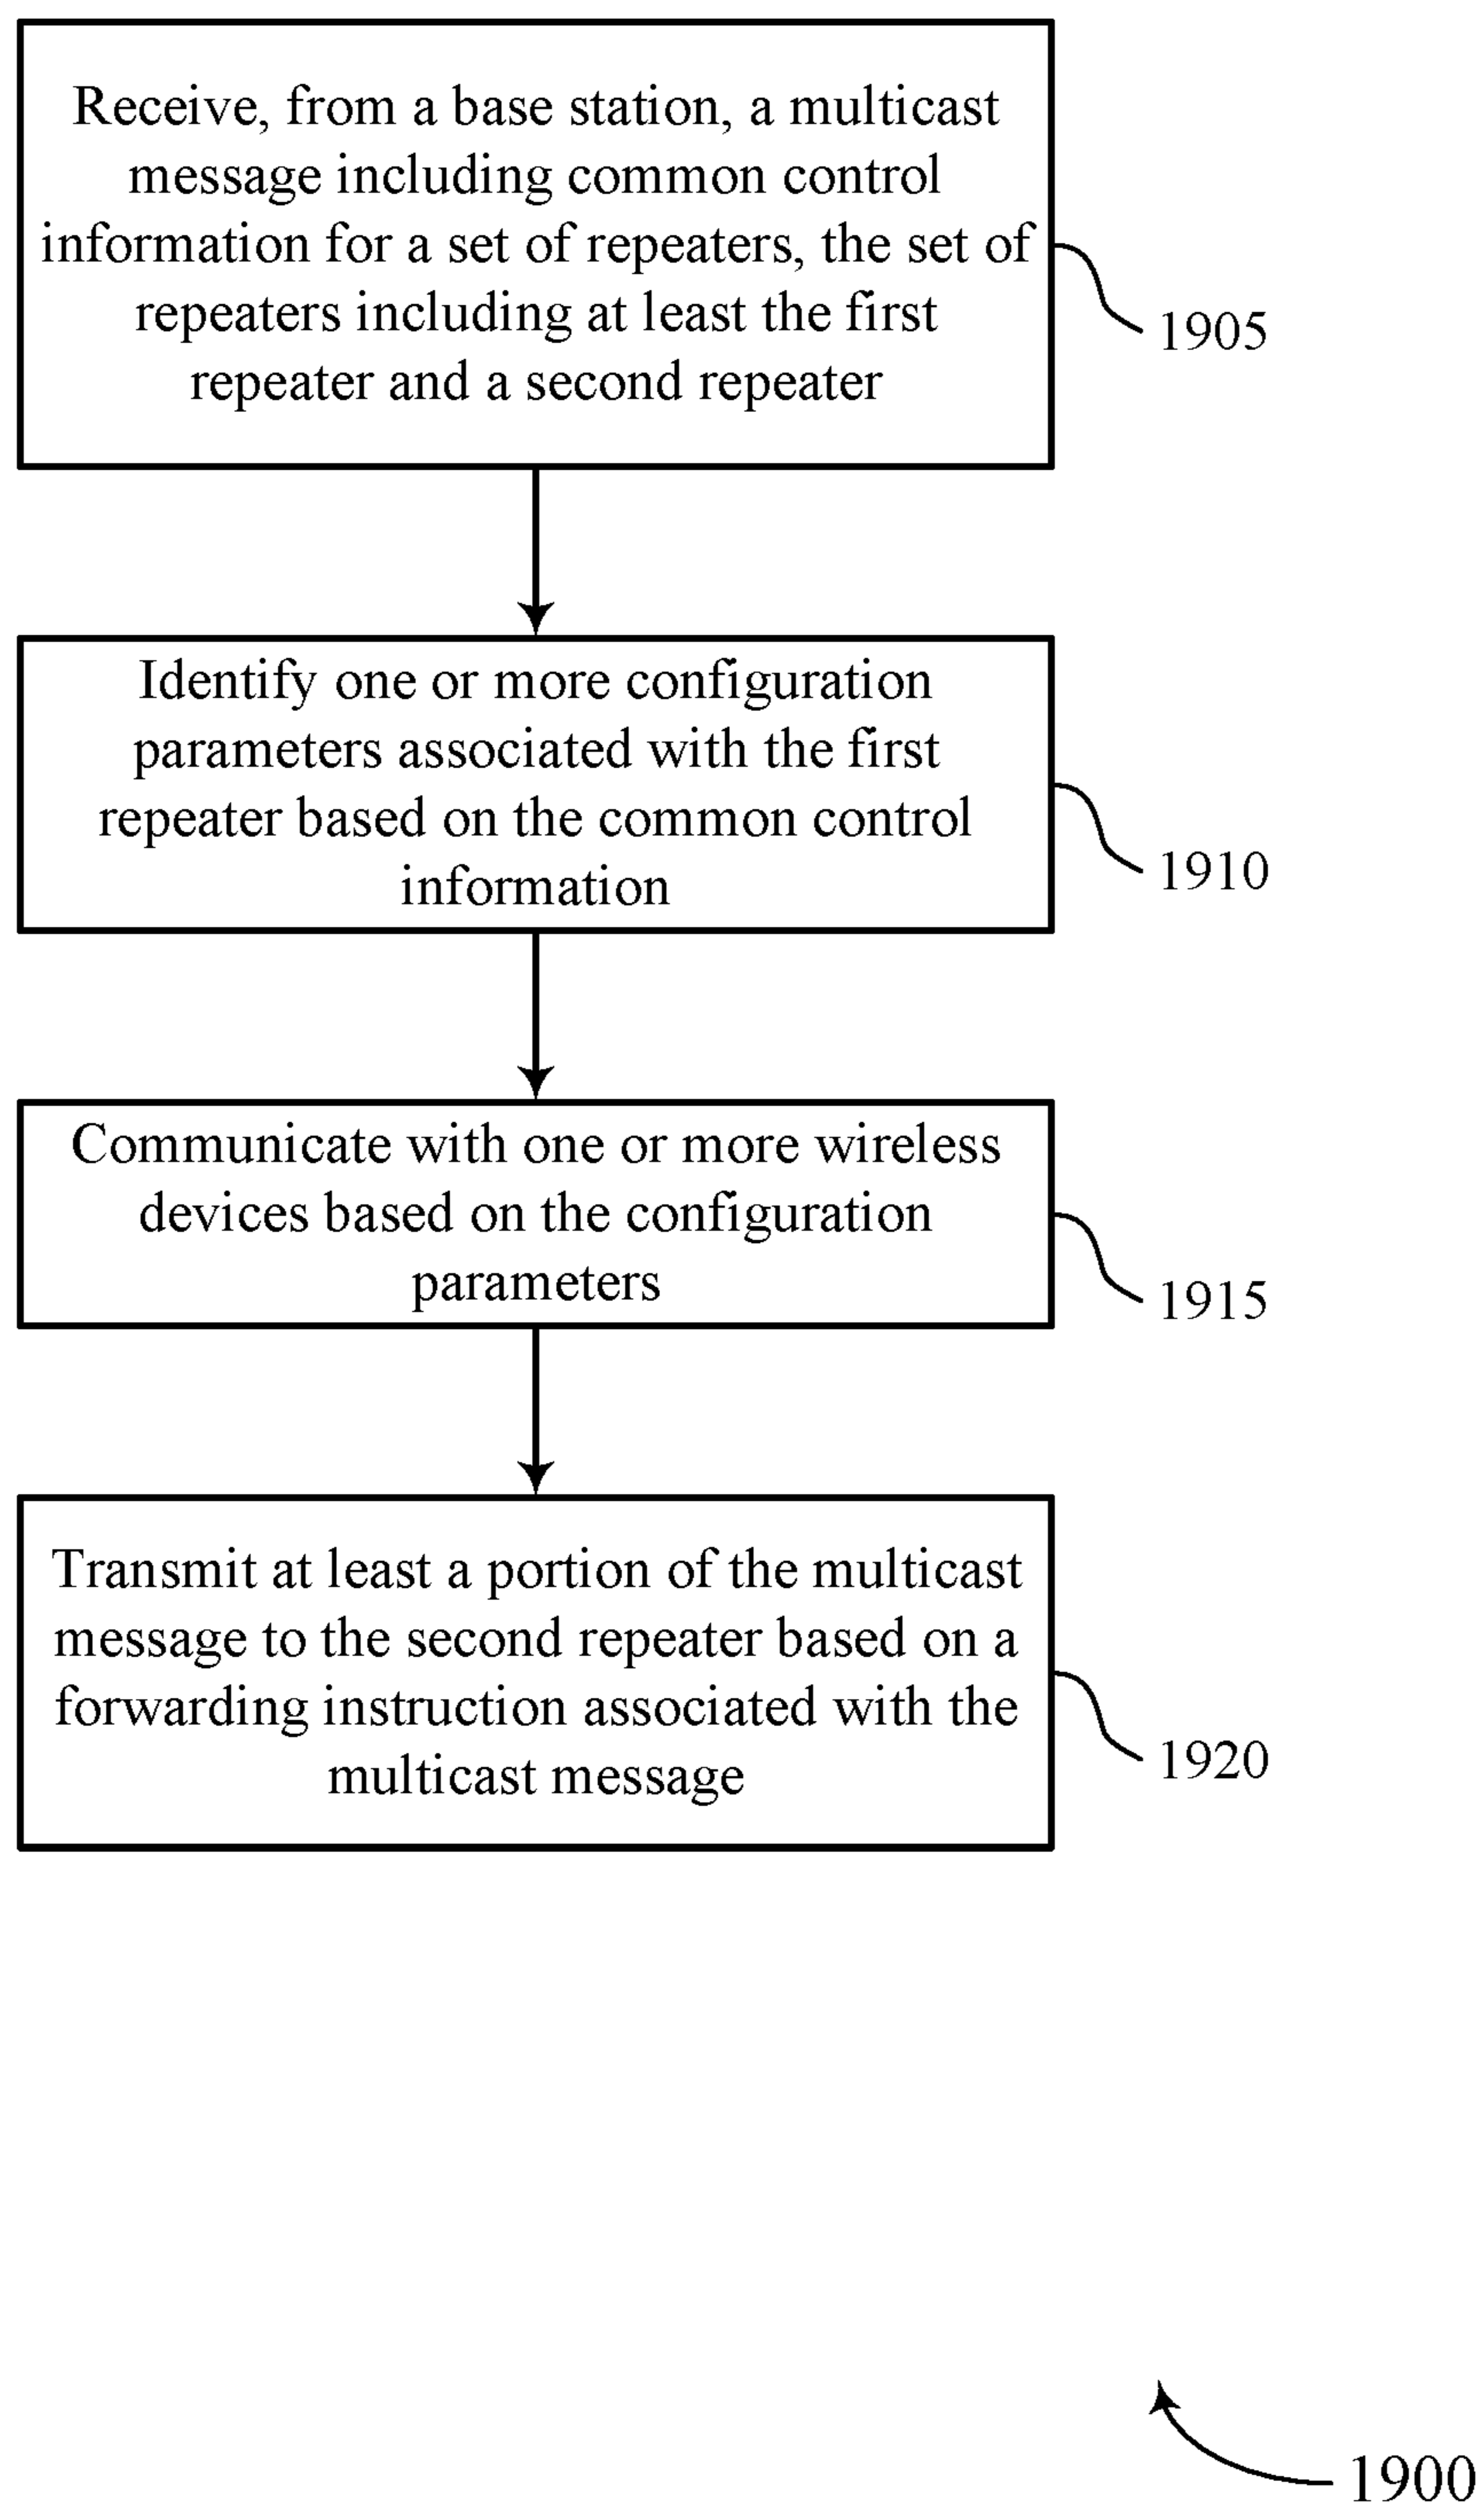 Receive, from a base station, a multicast
message including common control
information for a set of repeaters, the set of
repeaters including at least the first
repeater and a second repeater
1905
Identify one or more configuration
parameters associated with the first
repeater based on the common control
information
1910
Communicate with one or more wireless
devices based on the configuration
parameters
1915
Transmit at least a portion of the multicast
message to the second repeater based on a
forwarding instruction associated with the
multicast message
1920
1900